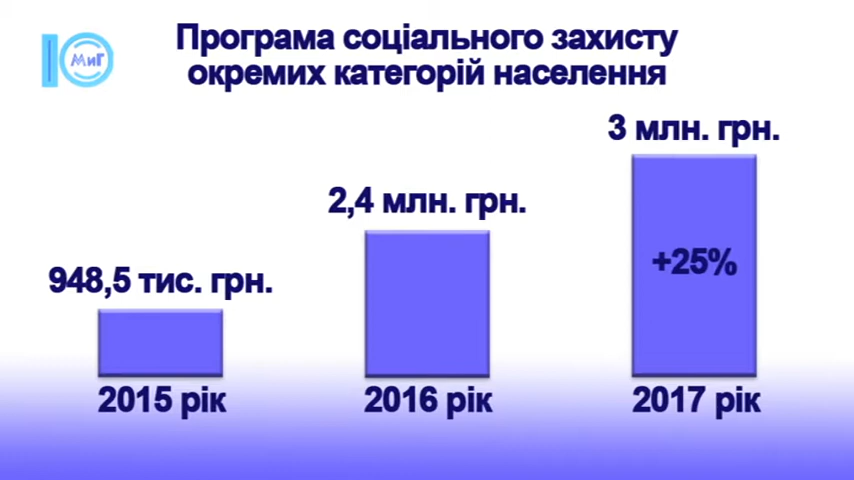 МиГ
Програма соціального захисту
окремих категорій населення
3 млн. грн.
2,4 млн. грн.
+25%
948,5 тис. грн.
2015 рік
2016 рік
2017 рік